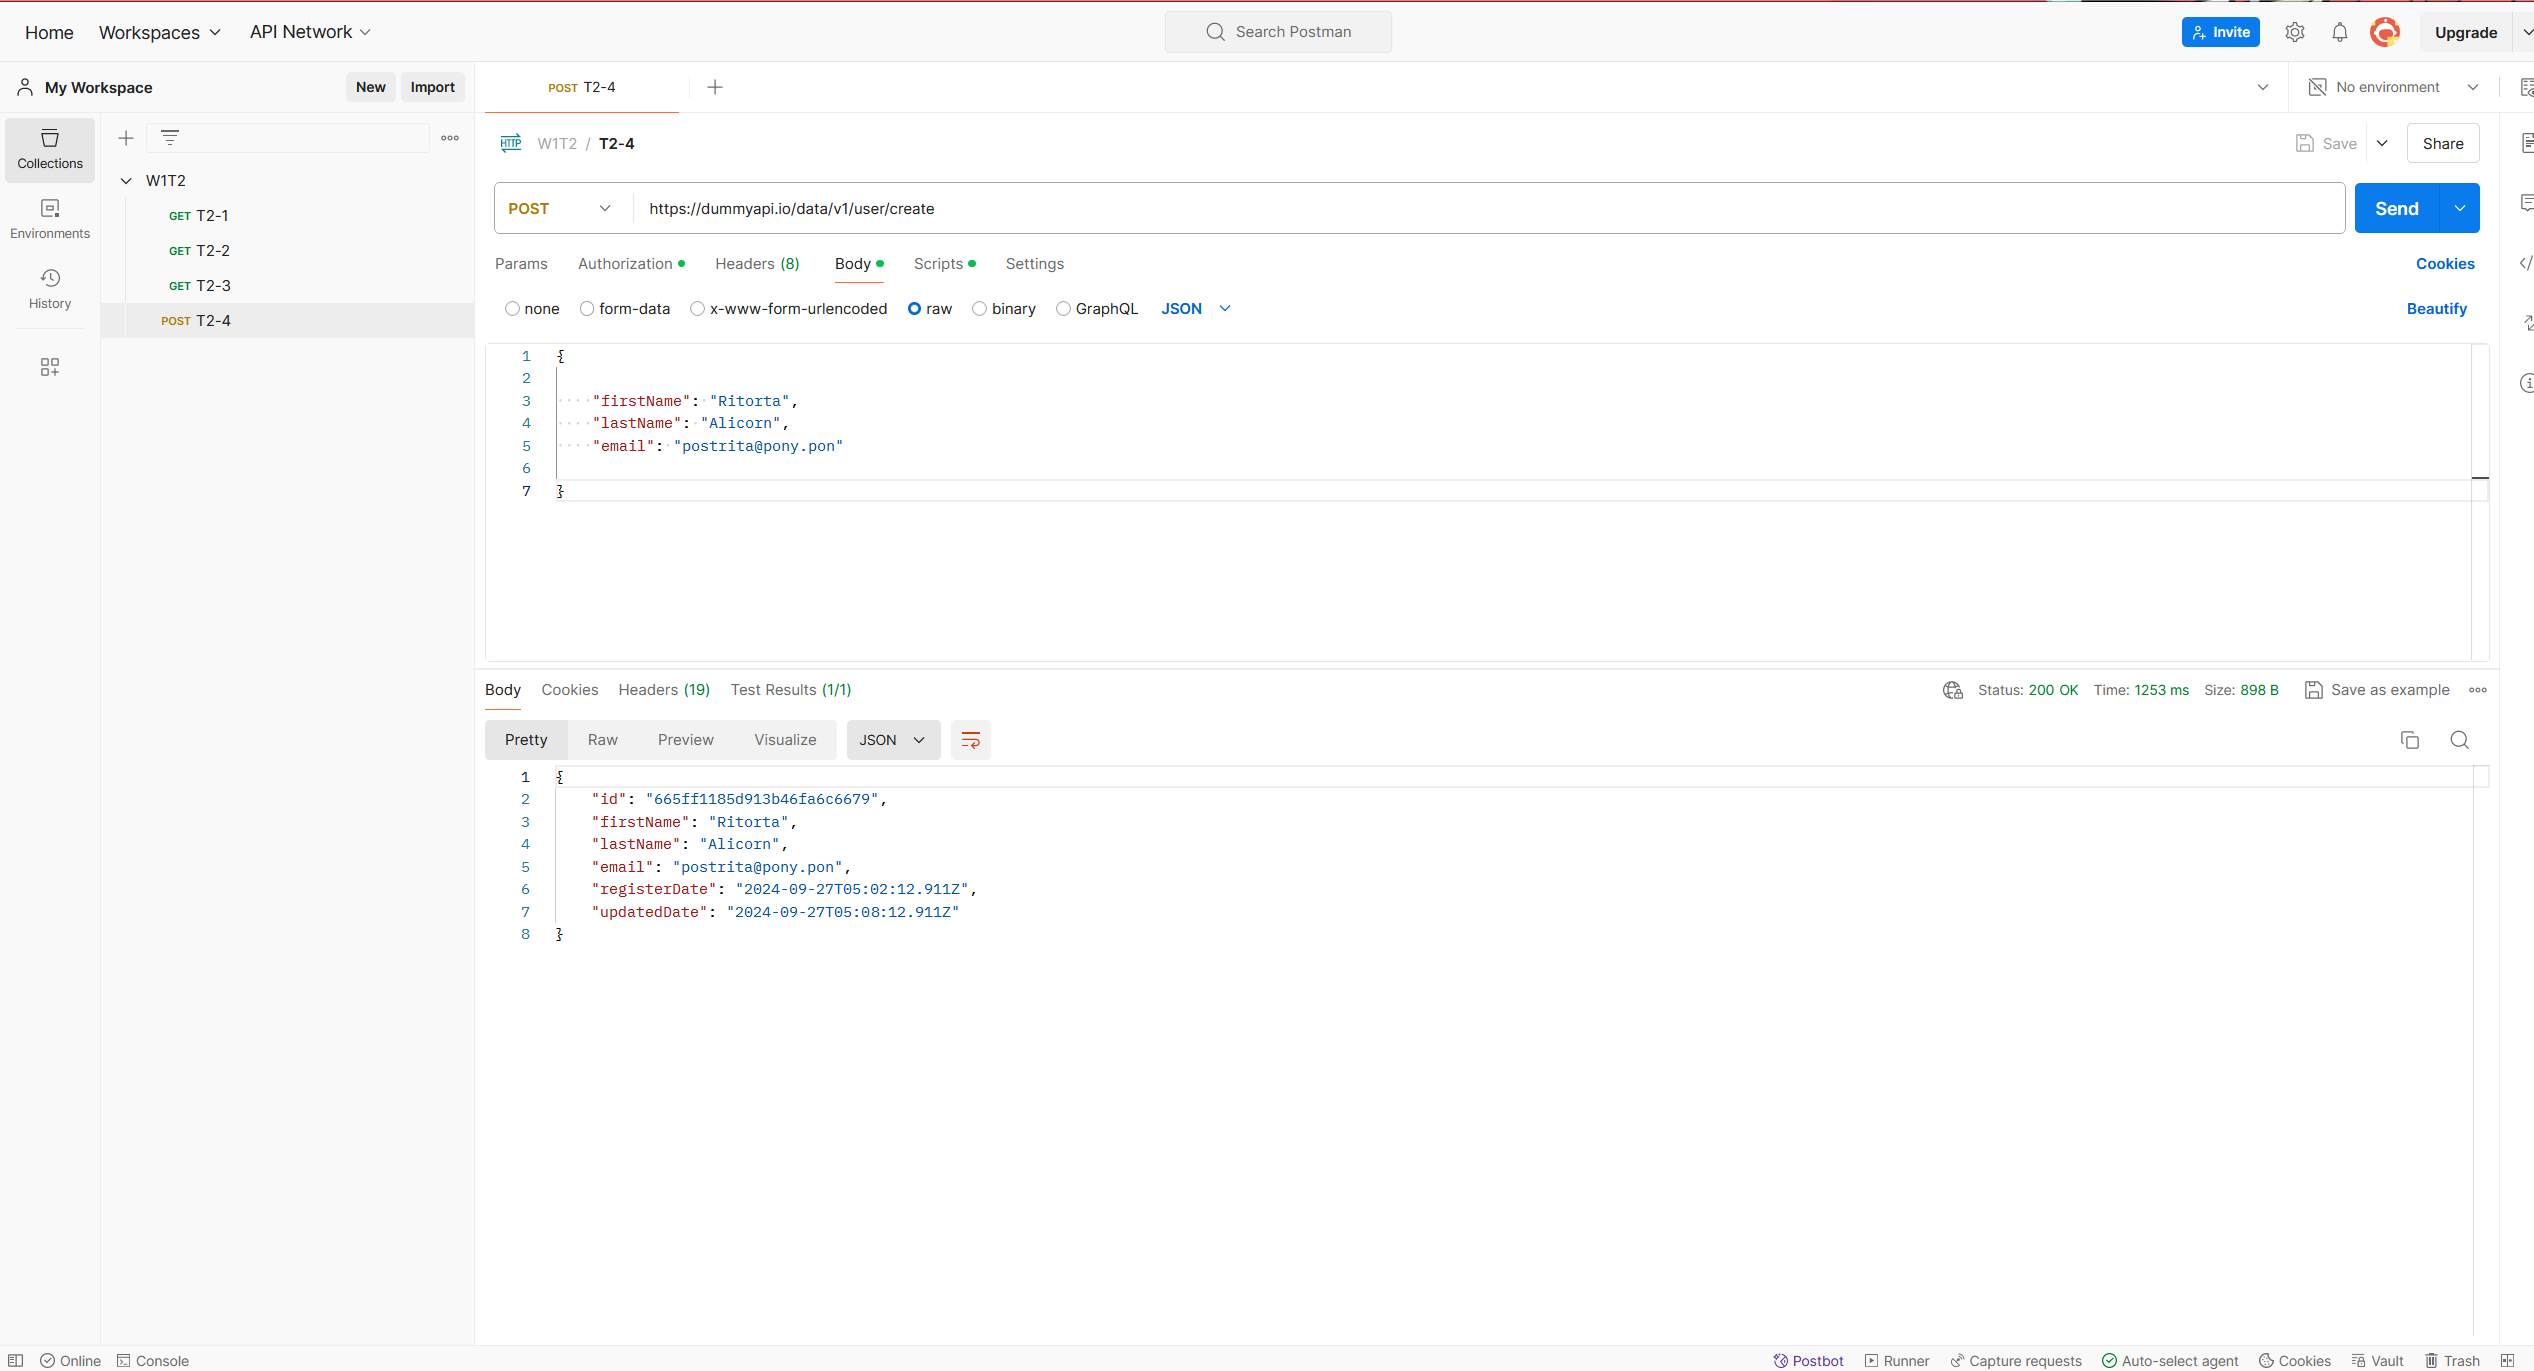 Home Workspaces API Network Search Postman Invite Upgrade
My Workspace New Import POST T2-4 No environment
Collections
Environments
History
W1T2
GET T2-1
GET T2-2
GET T2-3
POST T2-4
HTTP W1T2 / T2-4 Save Share
POST https://dummyapi.io/data/v1/user/create Send
Params Authorization Headers (8) Body Scripts Settings Cookies
none form-data x-www-form-urlencoded raw binary GraphQL JSON Beautify
1 {
2
3 "firstName": "Ritorta",
4 "lastName": "Alicorn",
5 "email": "postrita@pony.pon"
6
7 }
Body Cookies Headers (19) Test Results (1/1) Status: 200 OK Time: 1253 ms Size: 898 B Save as example
Pretty Raw Preview Visualize JSON
1 {
2 "id": "665ff1185d913b46fa6c6679",
3 "firstName": "Ritorta",
4 "lastName": "Alicorn",
5 "email": "postrita@pony.pon",
6 "registerDate": "2024-09-27T05:02:12.911Z",
7 "updatedDate": "2024-09-27T05:08:12.911Z"
8 }
Online Console Postbot Runner Capture requests Auto-select agent Cookies Vault Trash